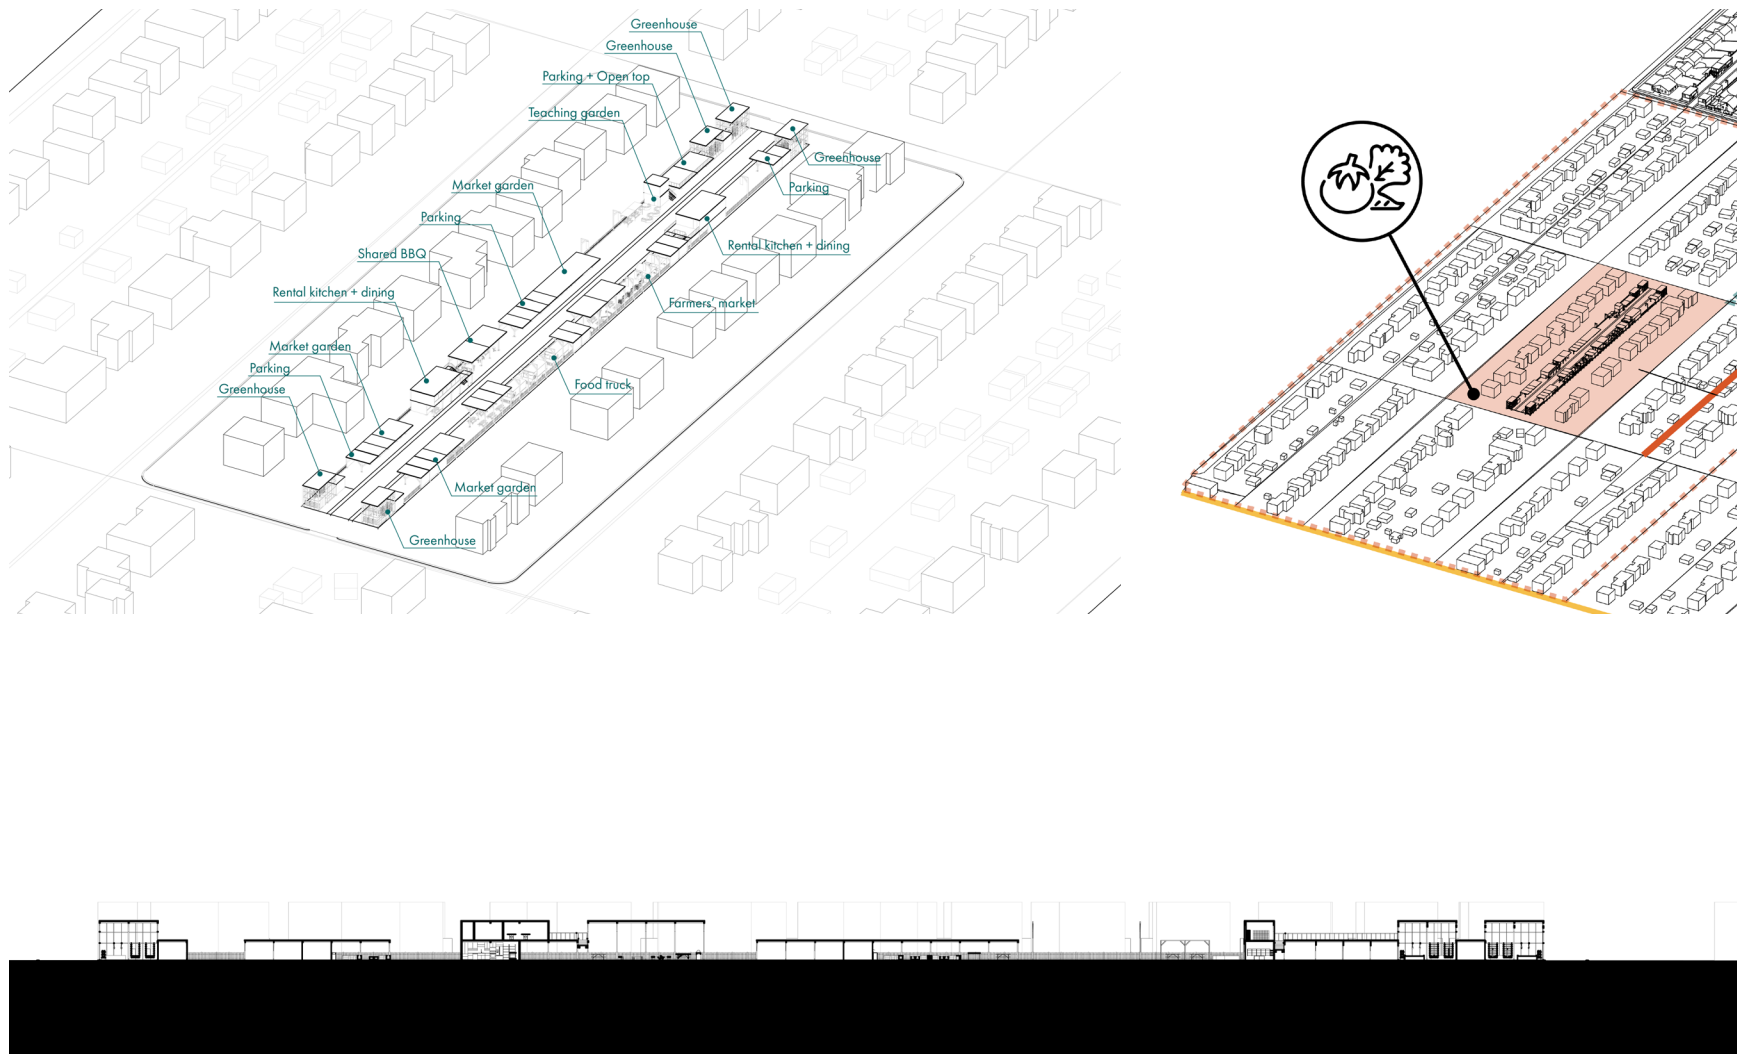 Greenhouse
Greenhouse
Parking + Open top
Teaching garden
Greenhouse
Market garden
Parking
Parking
Rental kitchen + dining
Shared BBQ
Rental kitchen + dining
Farmers' market
Market garden
Parking
Food truck
Greenhouse
Market garden
Greenhouse